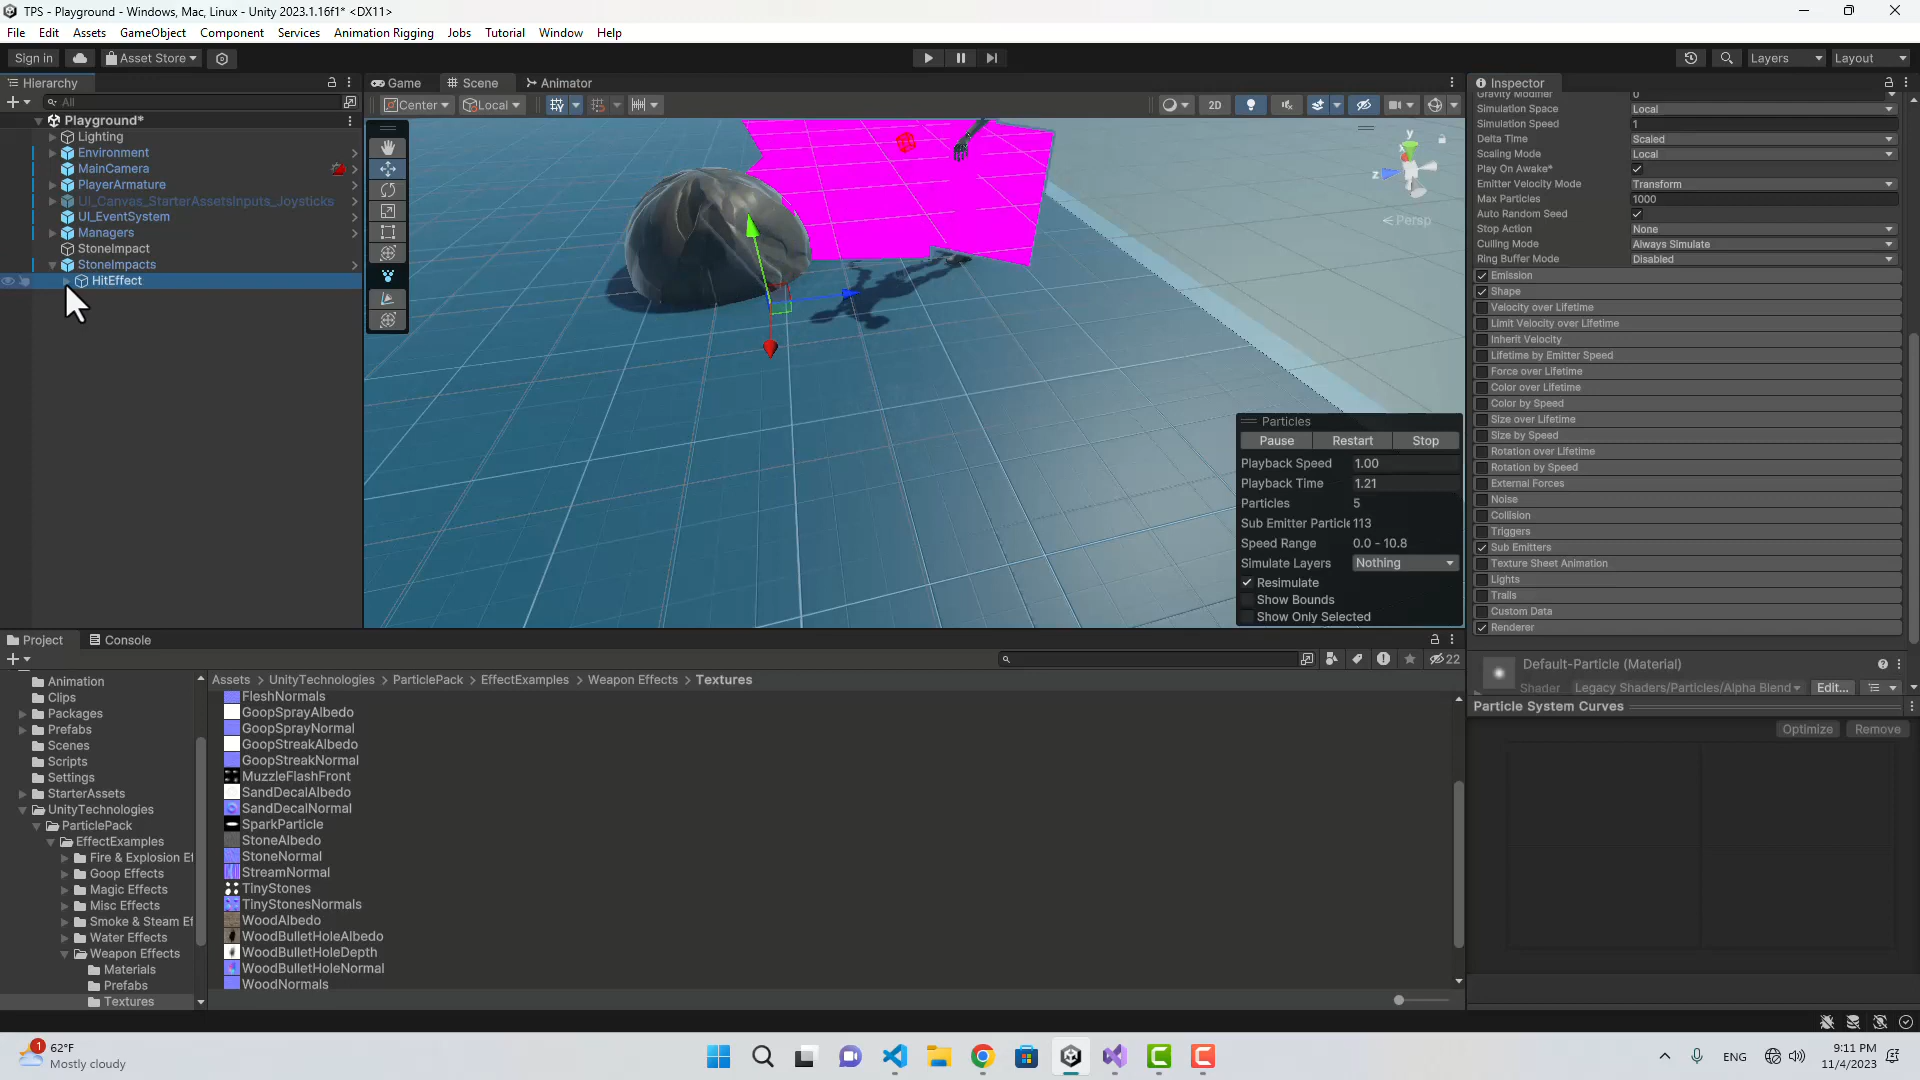 TPS - Playground - Windows, Mac, Linux - Unity 2023.1.16f1* <DX11>
File Edit Assets GameObject Component Services Animation Rigging Jobs Tutorial Window Help
Sign in Asset Store Layers Layout
Hierarchy
All
Playground*
Lighting
Environment
MainCamera
PlayerArmature
UI_Canvas_StarterAssetsInputs_Joysticks
UI_EventSystem
Managers
StoneImpact
StoneImpacts
HitEffect
Game Scene Animator
Center Local 2D
y
x
z
Persp
Particles
Pause Restart Stop
Playback Speed 1.00
Playback Time 1.21
Particles 5
Sub Emitter Particle 113
Speed Range 0.0 - 10.8
Simulate Layers Nothing
Resimulate
Show Bounds
Show Only Selected
Inspector
Gravity Modifier 0
Simulation Space Local
Simulation Speed 1
Delta Time Scaled
Scaling Mode Local
Play On Awake*
Emitter Velocity Mode Transform
Max Particles 1000
Auto Random Seed
Stop Action None
Culling Mode Always Simulate
Ring Buffer Mode Disabled
Emission
Shape
Velocity over Lifetime
Limit Velocity over Lifetime
Inherit Velocity
Lifetime by Emitter Speed
Force over Lifetime
Color over Lifetime
Color by Speed
Size over Lifetime
Size by Speed
Rotation over Lifetime
Rotation by Speed
External Forces
Noise
Collision
Triggers
Sub Emitters
Texture Sheet Animation
Lights
Trails
Custom Data
Renderer
Default-Particle (Material)
Shader Legacy Shaders/Particles/Alpha Blend Edit...
Particle System Curves
Optimize Remove
Project Console
22
Animation
Clips
Packages
Prefabs
Scenes
Scripts
Settings
StarterAssets
UnityTechnologies
ParticlePack
EffectExamples
Fire & Explosion Ef
Goop Effects
Magic Effects
Misc Effects
Smoke & Steam Ef
Water Effects
Weapon Effects
Materials
Prefabs
Textures
Assets > UnityTechnologies > ParticlePack > EffectExamples > Weapon Effects > Textures
FleshNormals
GoopSprayAlbedo
GoopSprayNormal
GoopStreakAlbedo
GoopStreakNormal
MuzzleFlashFront
SandDecalAlbedo
SandDecalNormal
SparkParticle
StoneAlbedo
StoneNormal
StreamNormal
TinyStones
TinyStonesNormals
WoodAlbedo
WoodBulletHoleAlbedo
WoodBulletHoleDepth
WoodBulletHoleNormal
WoodNormals
1
62°F
Mostly cloudy
ENG
9:11 PM
11/4/2023